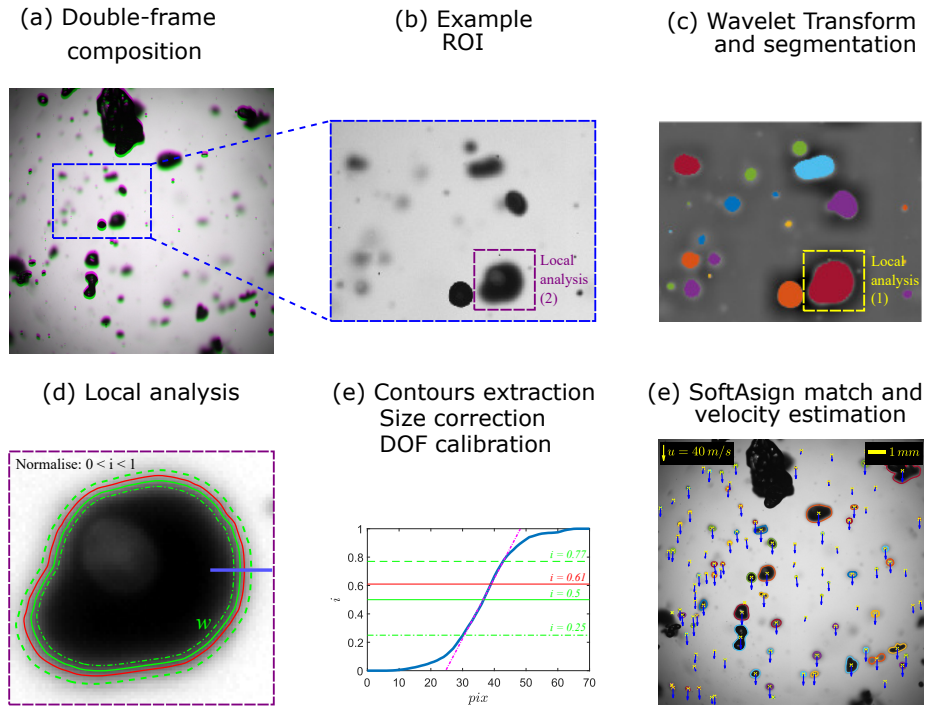 (a) Double-frame
composition
(b) Example
ROI
(c) Wavelet Transform
and segmentation
Local
analysis
(2)
Local
analysis
(1)
(d) Local analysis
(e) Contours extraction
Size correction
DOF calibration
(e) SoftAsign match and
velocity estimation
Normalise: 0 < i < 1
w
i = 0.77
i = 0.61
i = 0.5
i = 0.25
1
0.8
0.6
0.4
0.2
0
i
0 10 20 30 40 50 60 70
pix
u = 40 m/s
1 mm